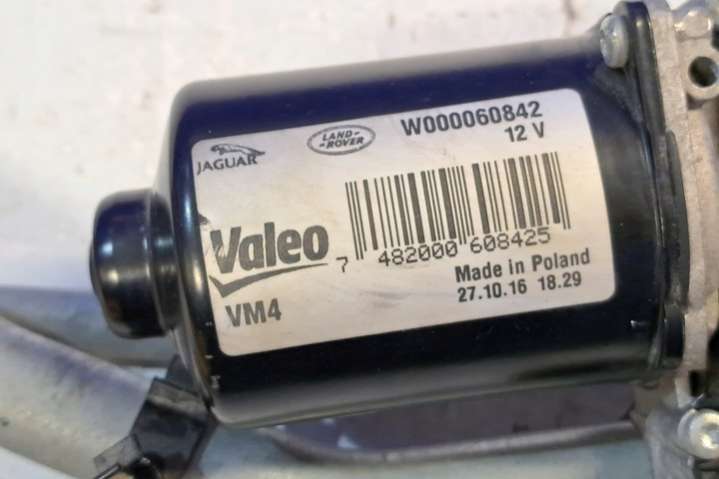 W000060842
12 V
JAGUAR
LAND-
-ROVER
Valeo
7 482000 608425
VM4
Made in Poland
27.10.16 18.29